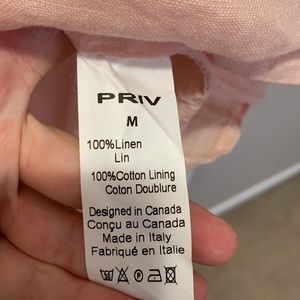 PRIV
M
100%Linen
Lin
100%Cotton Lining
Coton Doublure
Designed in Canada
Conçu au Canada
Made in Italy
Fabriqué en Italie